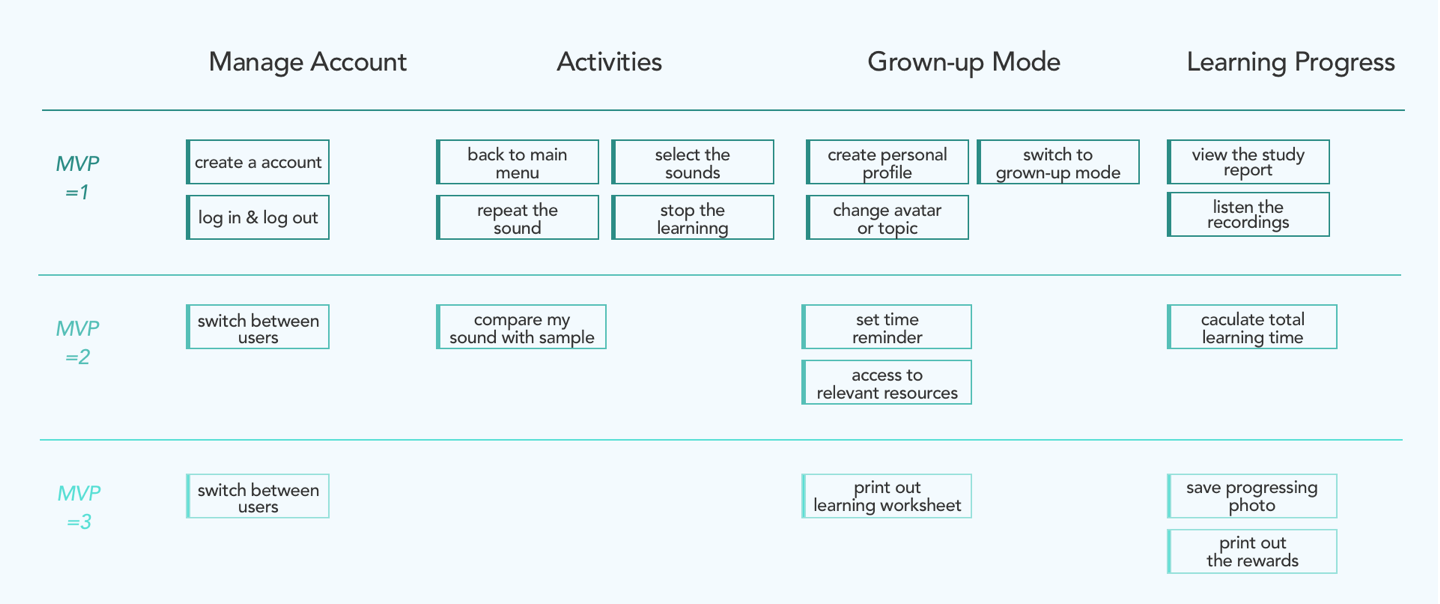 Manage Account
Activities
Grown-up Mode
Learning Progress
MVP
=1
create a account
log in & log out
back to main
menu
select the
sounds
repeat the
sound
stop the
learninng
create personal
profile
switch to
grown-up mode
change avatar
or topic
view the study
report
listen the
recordings
MVP
=2
switch between
users
compare my
sound with sample
set time
reminder
access to
relevant resources
caculate total
learning time
MVP
=3
switch between
users
print out
learning worksheet
save progressing
photo
print out
the rewards